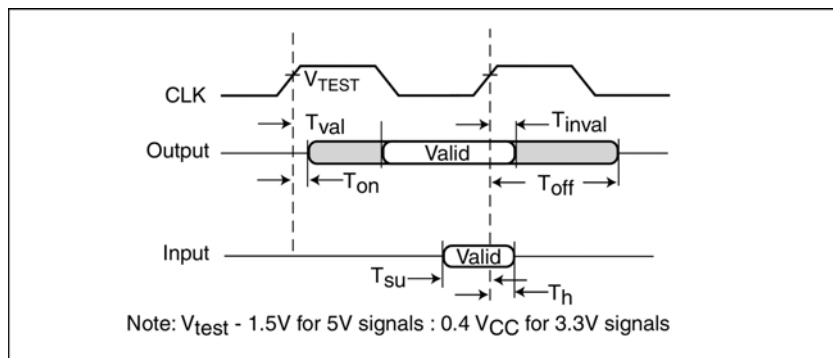 VTEST
CLK
Tval
Tinval
Output
Valid
Ton
Toff
Input
Valid
Tsu
Th
Note: Vtest - 1.5V for 5V signals : 0.4 VCC for 3.3V signals